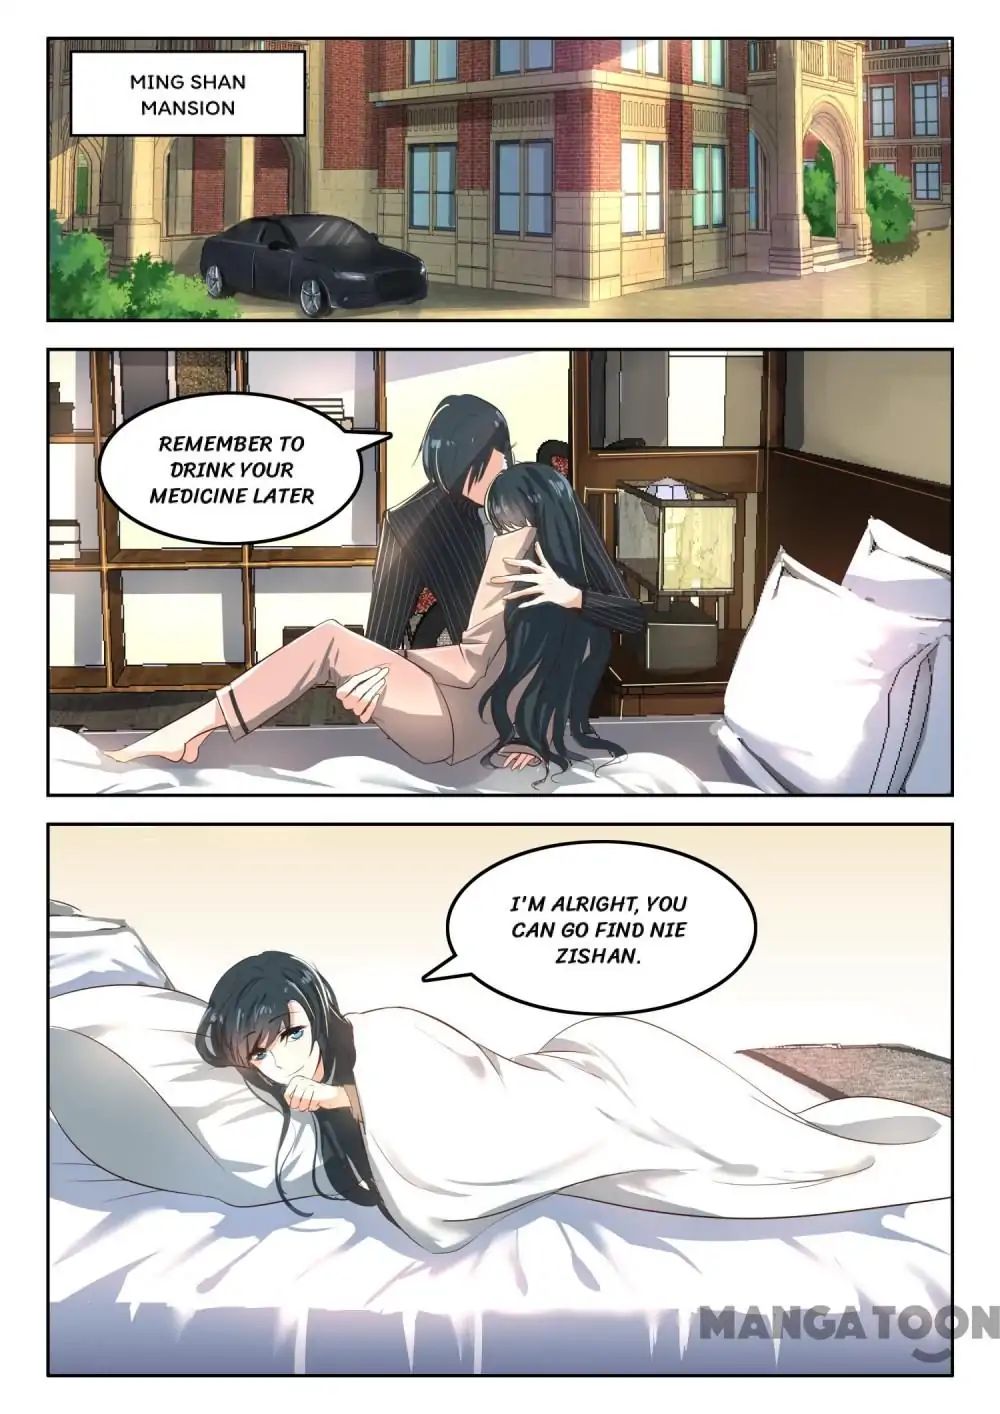 MING SHAN
MANSION
REMEMBER TO
DRINK YOUR
MEDICINE LATER
I'M ALRIGHT, YOU
CAN GO FIND NIE
ZISHAN.
MANGATOON